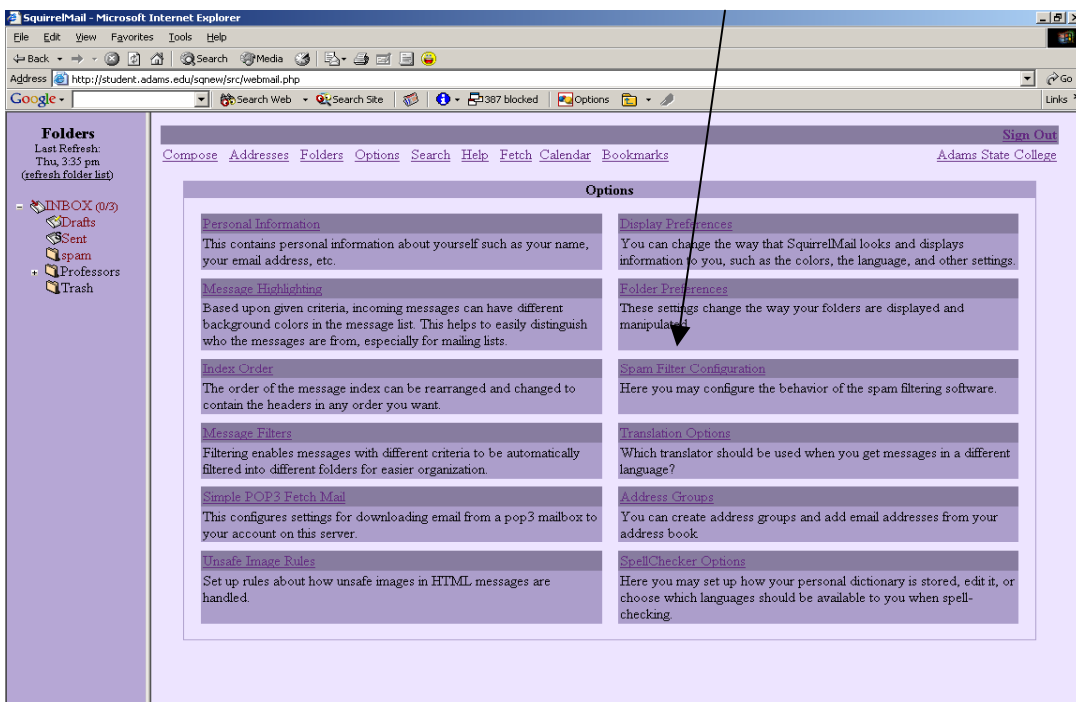 SquirrelMail - Microsoft Internet Explorer
File Edit View Favorites Tools Help
Back Search Media
Address http://student.adams.edu/sqnew/src/webmail.php Go
Google Search Web Search Site 387 blocked Options Links
Folders
Last Refresh:
Thu, 3:35 pm
(refresh folder list)
INBOX (0/3)
Drafts
Sent
spam
Professors
Trash
Sign Out
Compose Addresses Folders Options Search Help Fetch Calendar Bookmarks Adams State College
Options
Personal Information
This contains personal information about yourself such as your name,
your email address, etc.
Display Preferences
You can change the way that SquirrelMail looks and displays
information to you, such as the colors, the language, and other settings.
Message Highlighting
Based upon given criteria, incoming messages can have different
background colors in the message list. This helps to easily distinguish
who the messages are from, especially for mailing lists.
Folder Preferences
These settings change the way your folders are displayed and
manipulated.
Index Order
The order of the message index can be rearranged and changed to
contain the headers in any order you want.
Spam Filter Configuration
Here you may configure the behavior of the spam filtering software.
Message Filters
Filtering enables messages with different criteria to be automatically
filtered into different folders for easier organization.
Translation Options
Which translator should be used when you get messages in a different
language?
Simple POP3 Fetch Mail
This configures settings for downloading email from a pop3 mailbox to
your account on this server.
Address Groups
You can create address groups and add email addresses from your
address book
Unsafe Image Rules
Set up rules about how unsafe images in HTML messages are
handled.
SpellChecker Options
Here you may set up how your personal dictionary is stored, edit it, or
choose which languages should be available to you when spell-
checking.